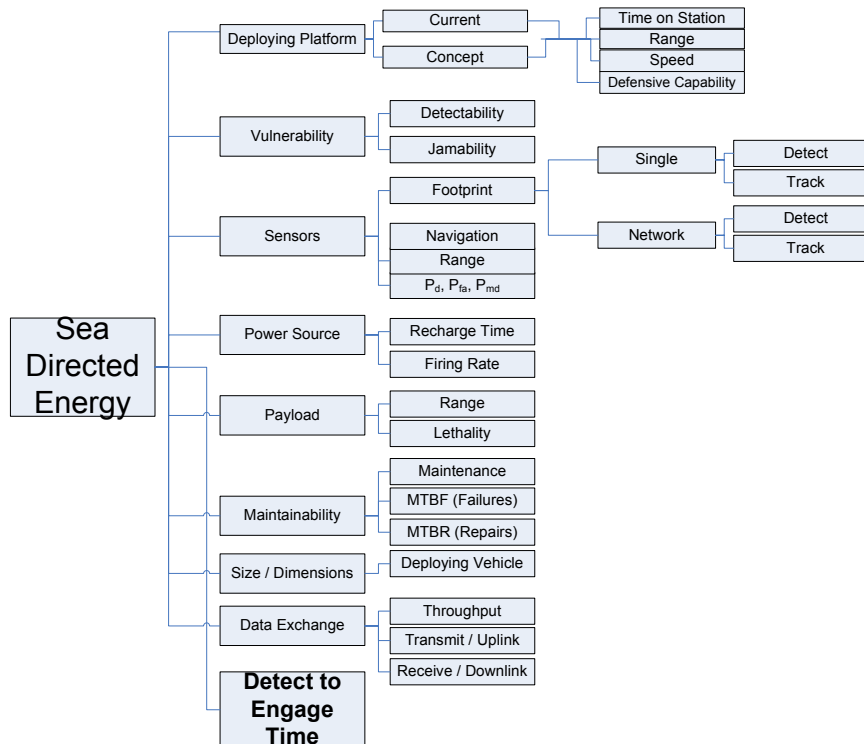 Sea
Directed
Energy
Deploying Platform
Current
Concept
Time on Station
Range
Speed
Defensive Capability
Vulnerability
Detectability
Jamability
Sensors
Footprint
Single
Detect
Track
Network
Detect
Track
Navigation
Range
Pd, Pfa, Pmd
Power Source
Recharge Time
Firing Rate
Payload
Range
Lethality
Maintainability
Maintenance
MTBF (Failures)
MTBR (Repairs)
Size / Dimensions
Deploying Vehicle
Data Exchange
Throughput
Transmit / Uplink
Receive / Downlink
Detect to
Engage
Time